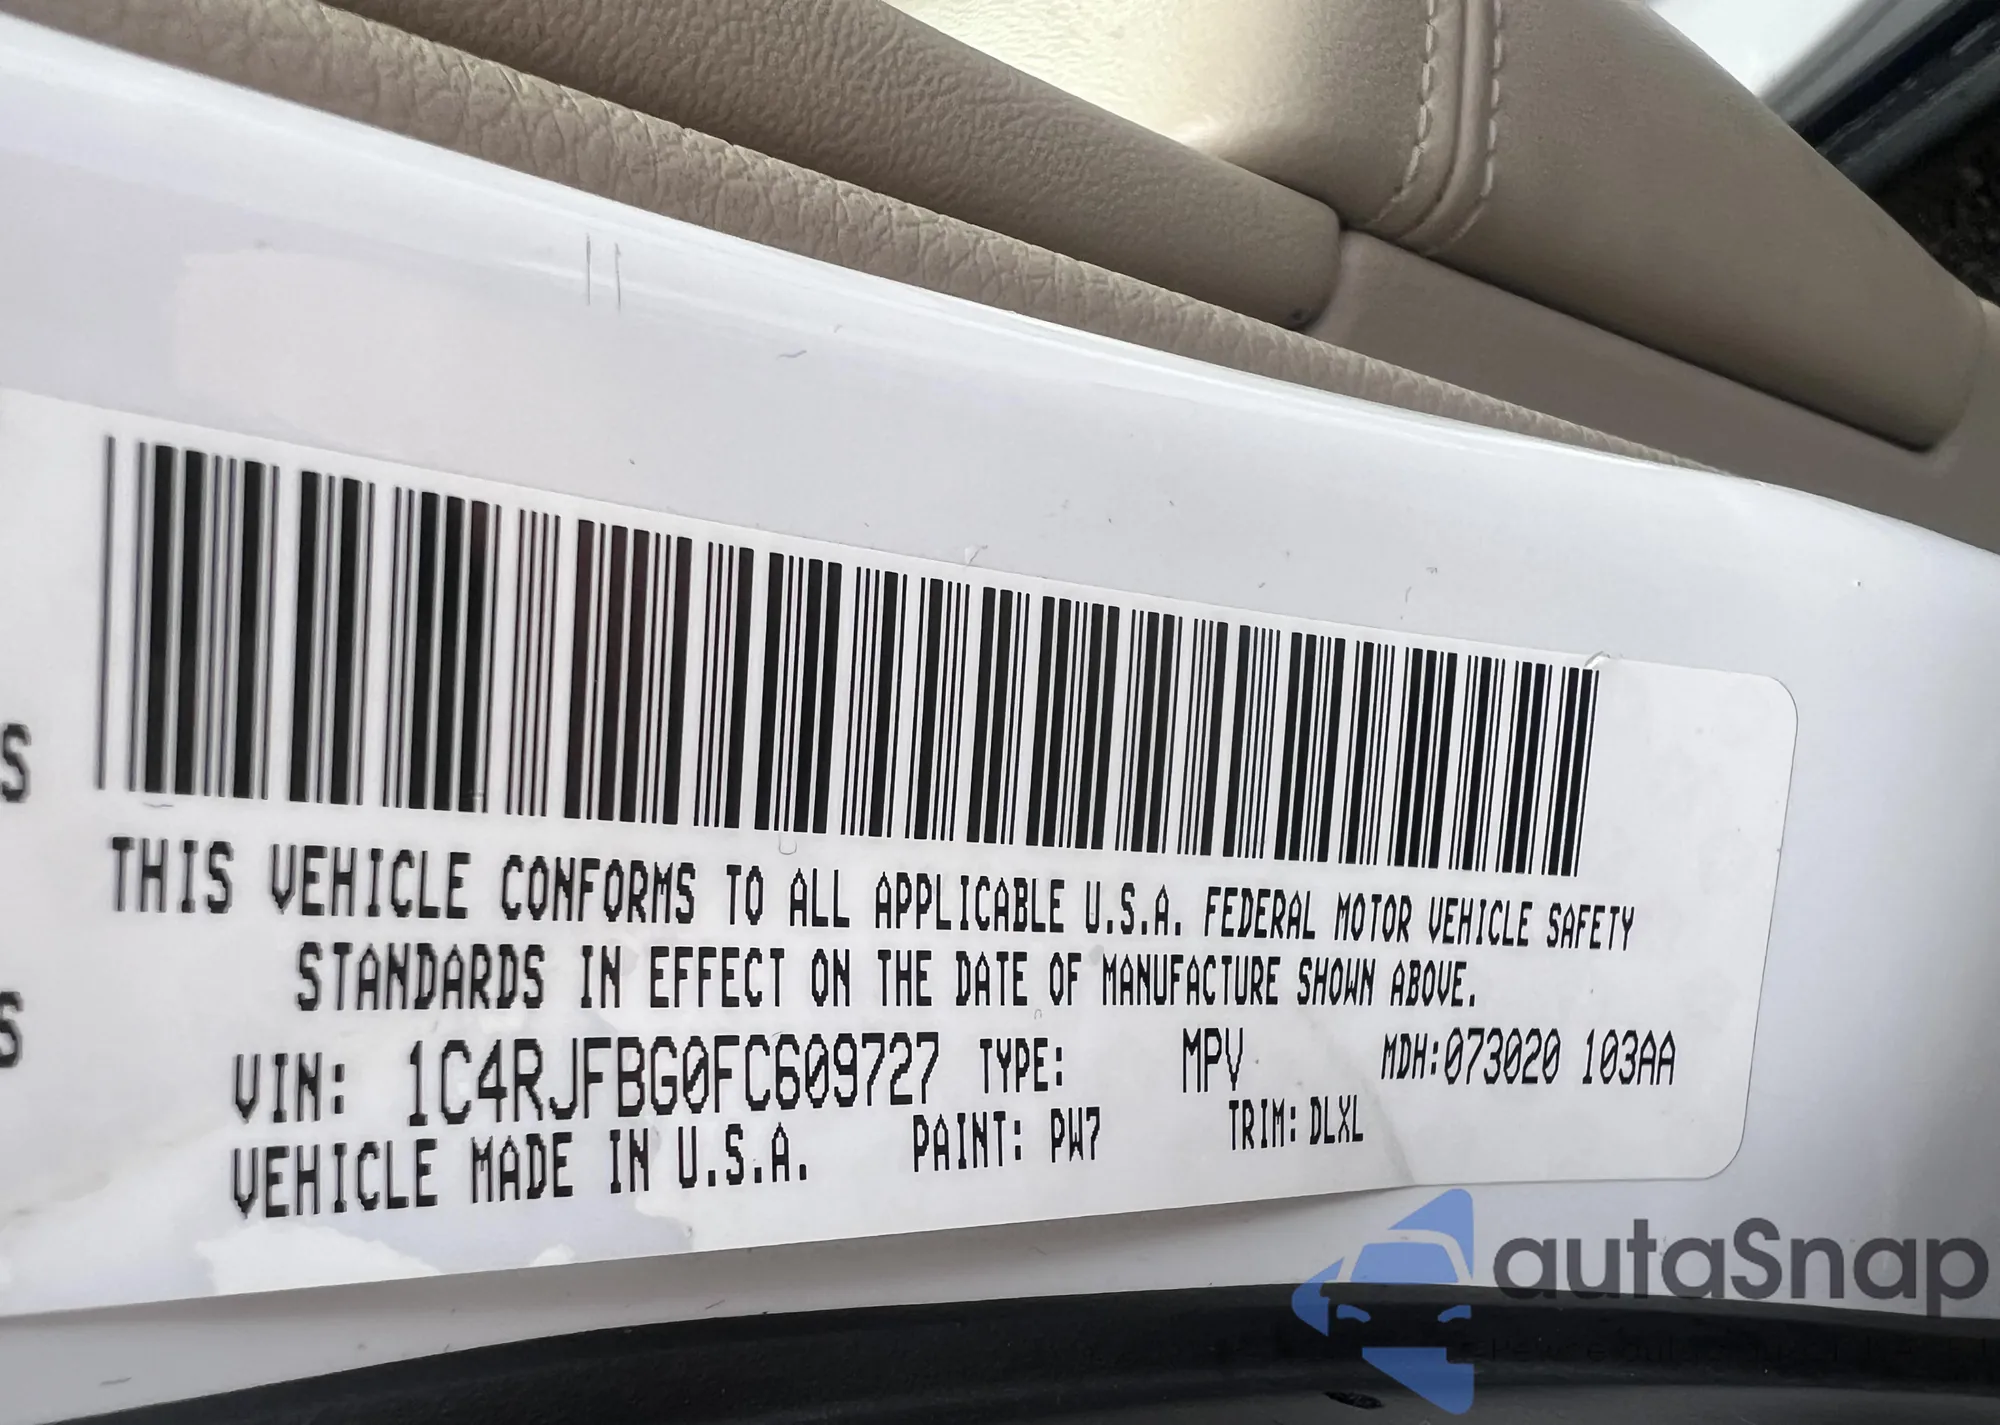 S
THIS VEHICLE CONFORMS TO ALL APPLICABLE U.S.A. FEDERAL MOTOR VEHICLE SAFETY
STANDARDS IN EFFECT ON THE DATE OF MANUFACTURE SHOWN ABOVE.
S
VIN: 1C4RJFBG0FC609727 TYPE: MPV MDH:073020 103AA
VEHICLE MADE IN U.S.A. PAINT: PW7 TRIM: DLXL
autaSnap